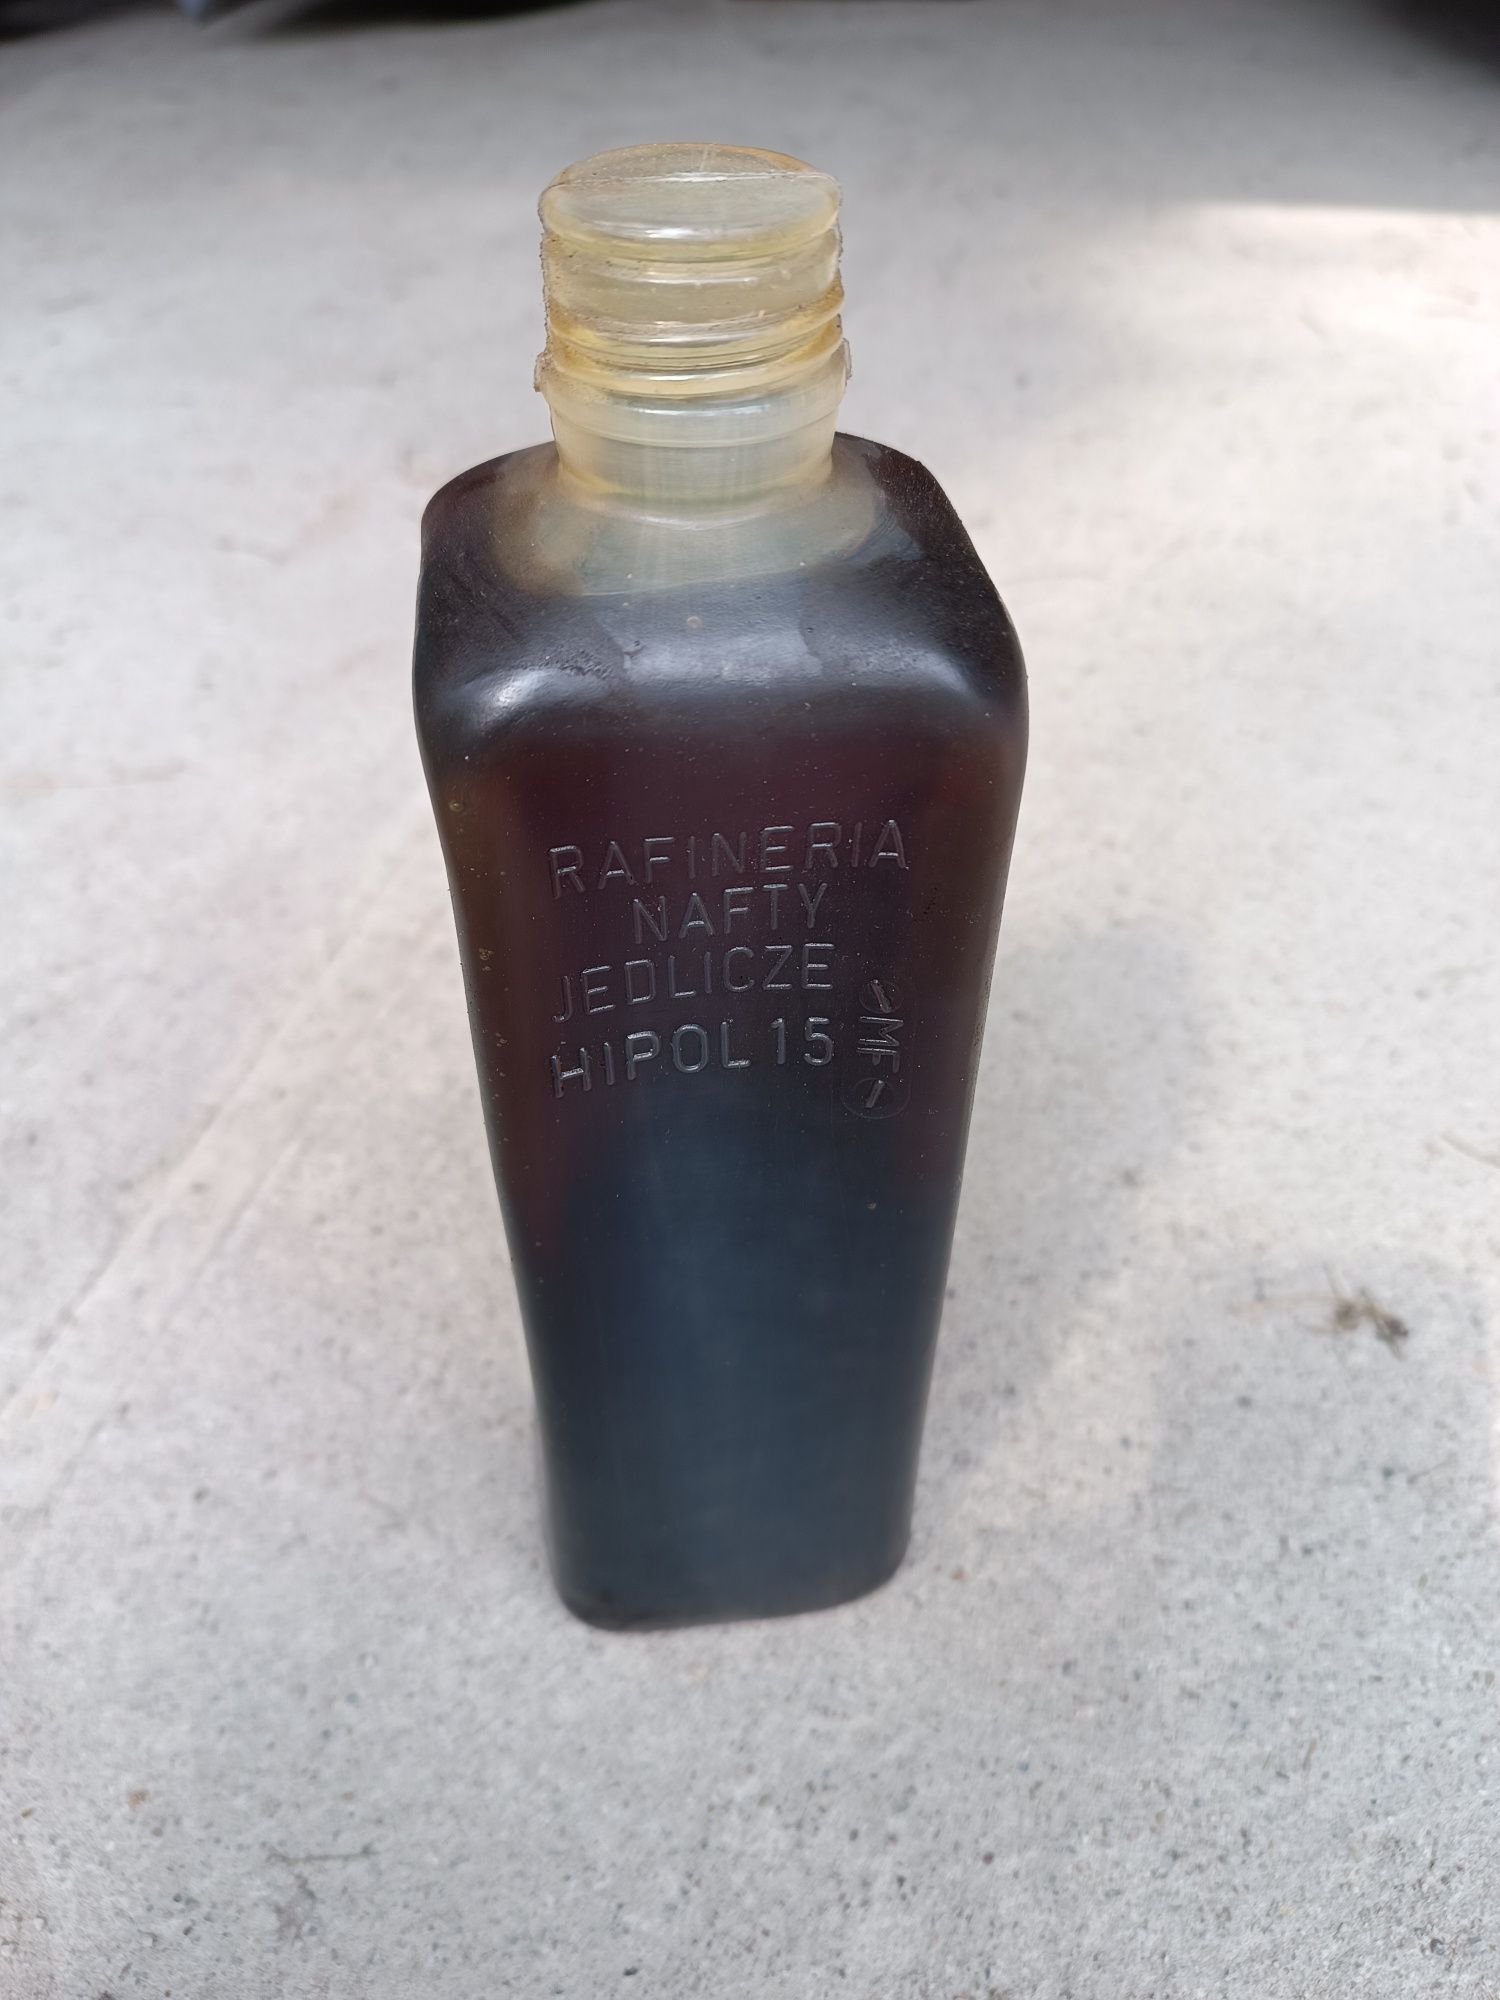 RAFINERIA
NAFTY
JEDLICZE
HIPOL 15
MF